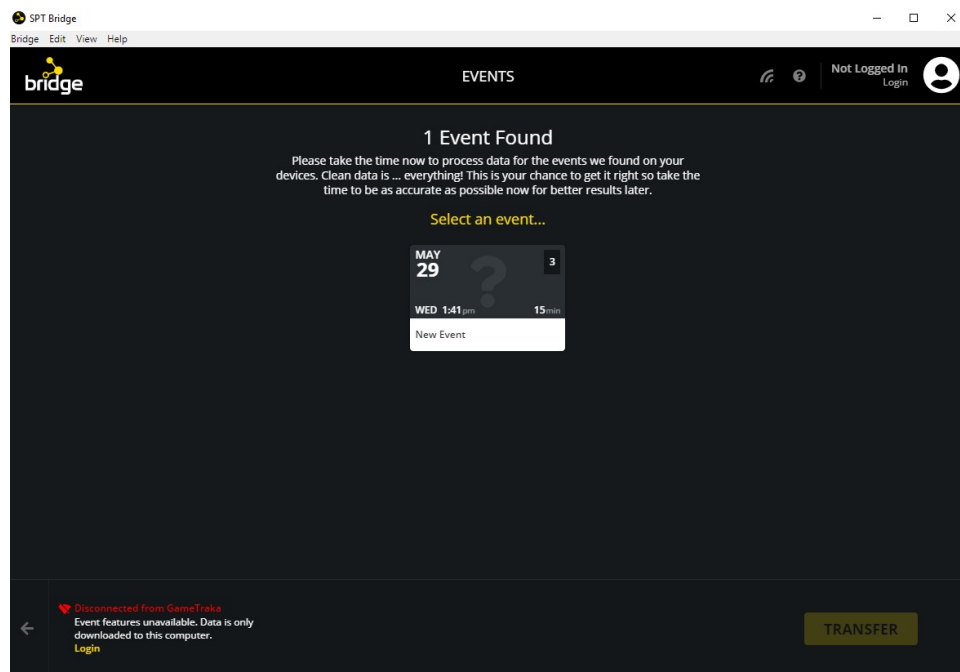 SPT Bridge
Bridge Edit View Help
bridge
EVENTS
Not Logged In
Login
1 Event Found
Please take the time now to process data for the events we found on your
devices. Clean data is ... everything! This is your chance to get it right so take the
time to be as accurate as possible now for better results later.
Select an event...
MAY
29
3
WED 1:41pm 15min
New Event
Disconnected from GameTraka
Event features unavailable. Data is only
downloaded to this computer.
Login
TRANSFER